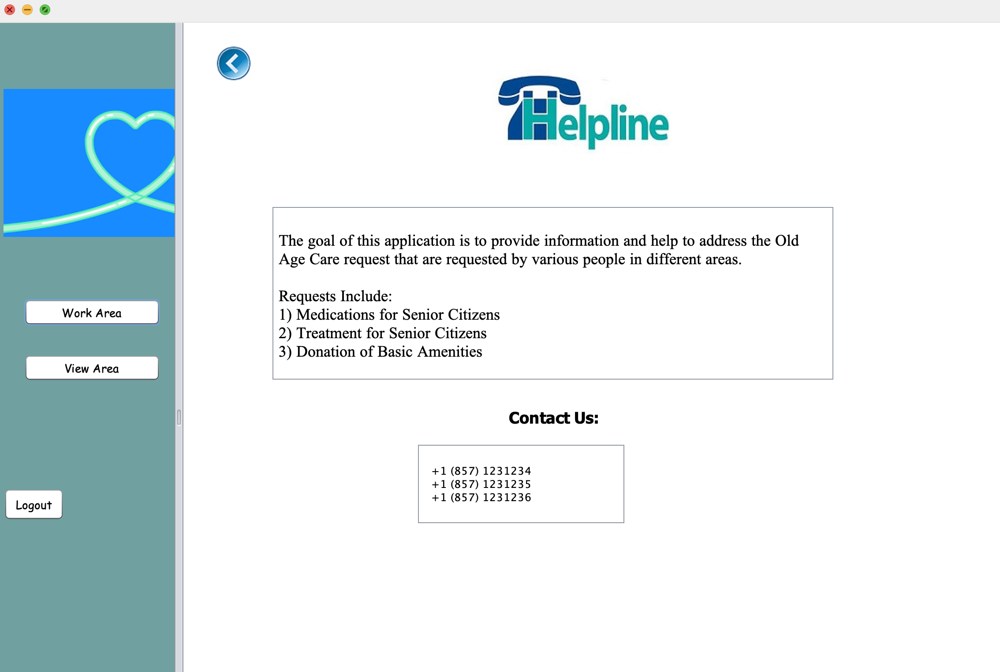 Helpline
The goal of this application is to provide information and help to address the Old
Age Care request that are requested by various people in different areas.
Requests Include:
1) Medications for Senior Citizens
2) Treatment for Senior Citizens
3) Donation of Basic Amenities
Work Area
View Area
Contact Us:
+1 (857) 1231234
+1 (857) 1231235
+1 (857) 1231236
Logout